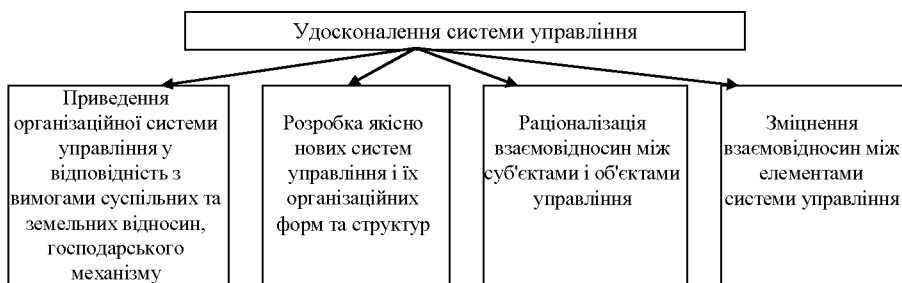 Удосконалення системи управління
Приведення
організаційної системи
управління у
відповідність з
вимогами суспільних та
земельних відносин,
господарського
механізму
Розробка якісно
нових систем
управління і їх
організаційних
форм та структур
Раціоналізація
взаємовідносин між
суб'єктами і об'єктами
управління
Зміцнення
взаємовідносин між
елементами
системи управління